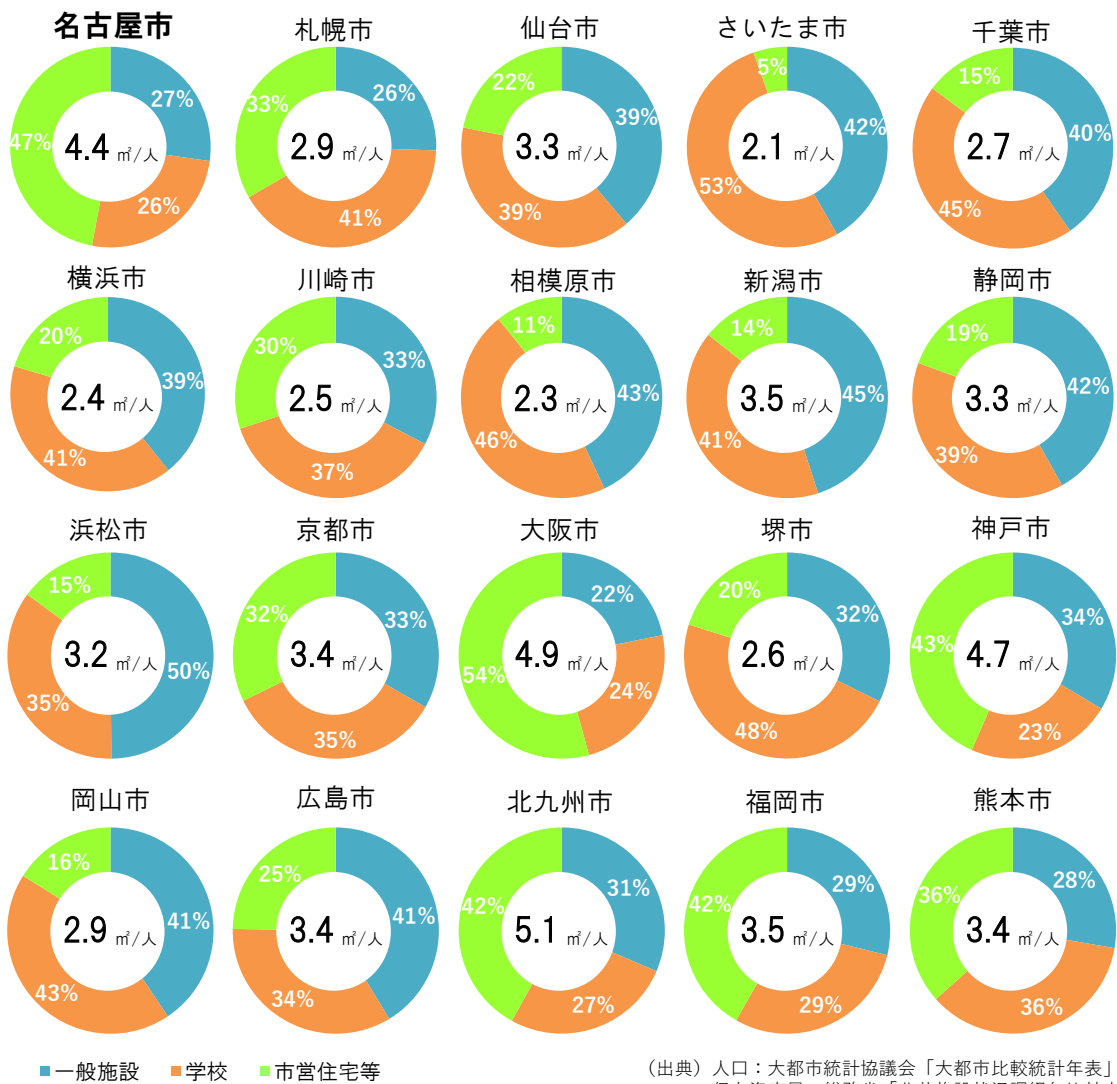 名古屋市
27%
26%
47%
4.4 ㎡/人
札幌市
26%
41%
33%
2.9 ㎡/人
仙台市
39%
39%
22%
3.3 ㎡/人
さいたま市
42%
53%
5%
2.1 ㎡/人
千葉市
40%
45%
15%
2.7 ㎡/人
横浜市
39%
41%
20%
2.4 ㎡/人
川崎市
33%
37%
30%
2.5 ㎡/人
相模原市
43%
46%
11%
2.3 ㎡/人
新潟市
45%
41%
14%
3.5 ㎡/人
静岡市
42%
39%
19%
3.3 ㎡/人
浜松市
50%
35%
15%
3.2 ㎡/人
京都市
33%
35%
32%
3.4 ㎡/人
大阪市
22%
24%
54%
4.9 ㎡/人
堺市
32%
48%
20%
2.6 ㎡/人
神戸市
34%
23%
43%
4.7 ㎡/人
岡山市
41%
43%
16%
2.9 ㎡/人
広島市
41%
34%
25%
3.4 ㎡/人
北九州市
31%
27%
42%
5.1 ㎡/人
福岡市
29%
29%
42%
3.5 ㎡/人
熊本市
28%
36%
36%
3.4 ㎡/人
一般施設 学校 市営住宅等
（出典）人口：大都市統計協議会「大都市比較統計年表」